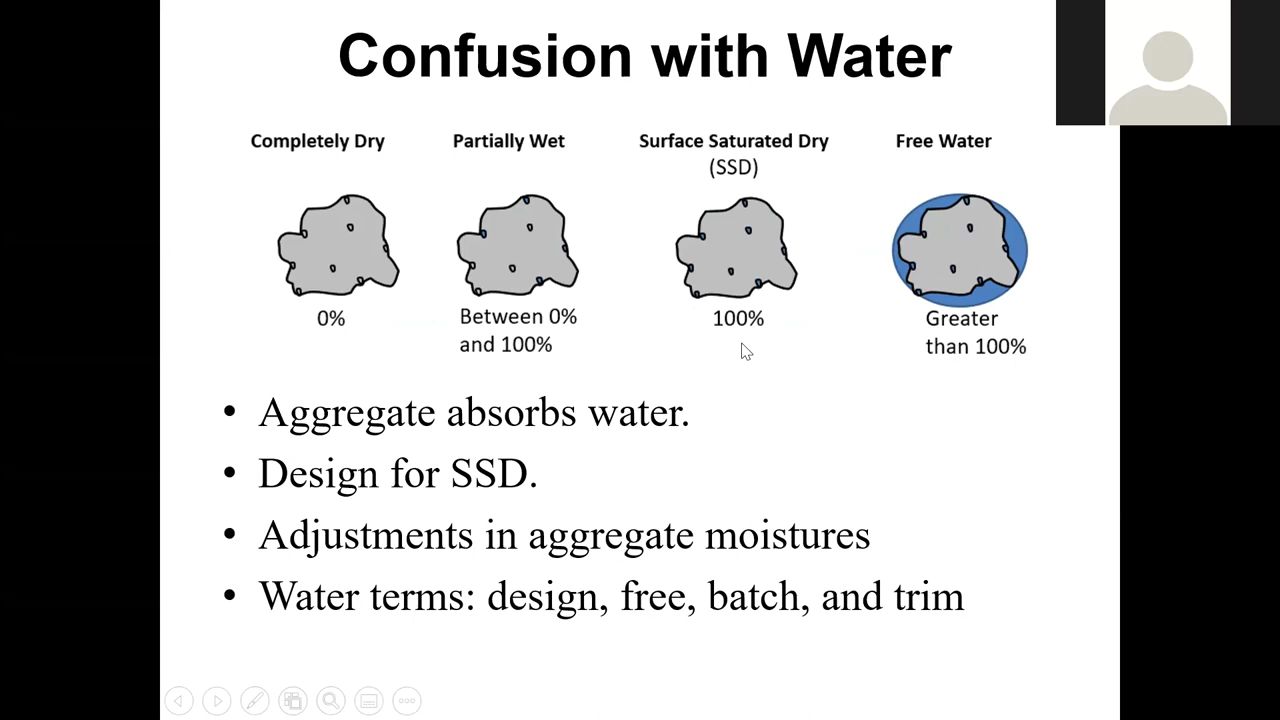 Confusion with Water
Completely Dry
Partially Wet
Surface Saturated Dry
(SSD)
Free Water
0%
Between 0%
and 100%
100%
Greater
than 100%
• Aggregate absorbs water.
• Design for SSD.
• Adjustments in aggregate moistures
• Water terms: design, free, batch, and trim